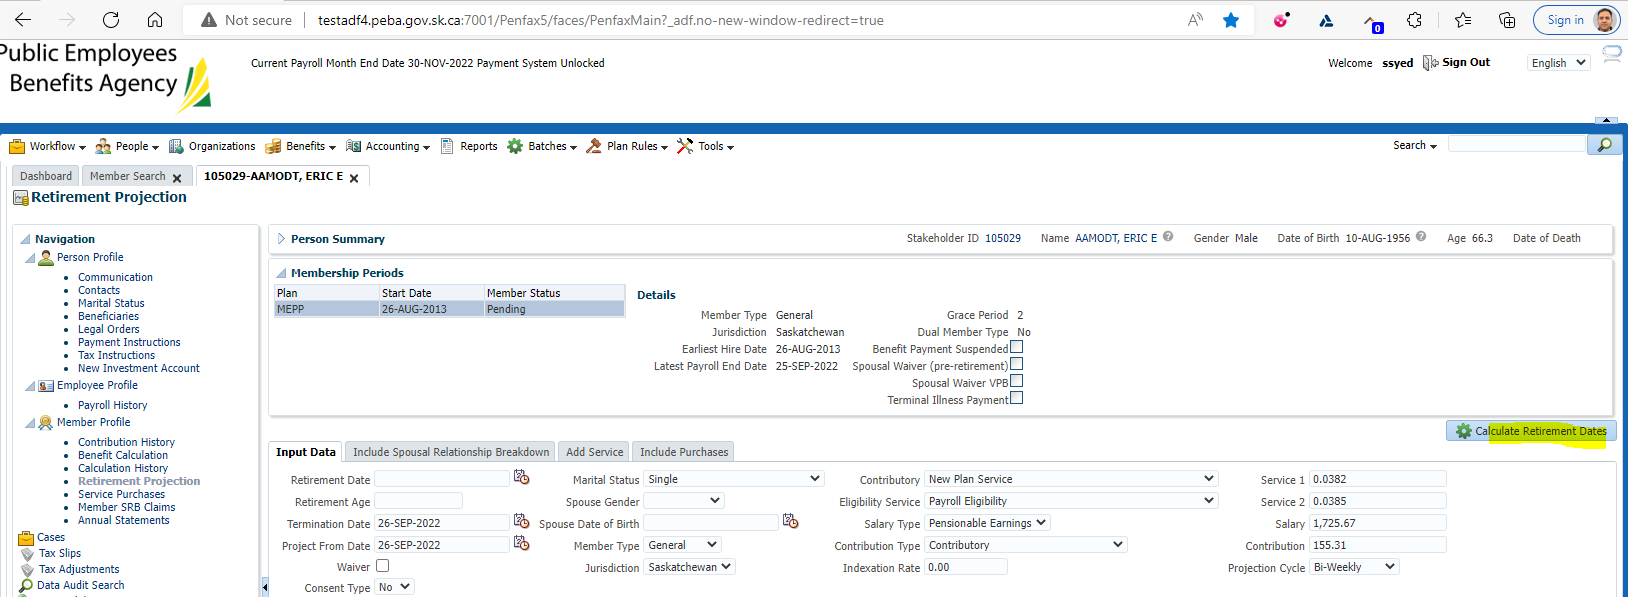 Not secure testadf4.peba.gov.sk.ca:7001/Penfax5/faces/PenfaxMain?_adf.no-new-window-redirect=true A 0 Sign in
Public Employees
Benefits Agency
Current Payroll Month End Date 30-NOV-2022 Payment System Unlocked
Welcome ssyed Sign Out English
Workflow People Organizations Benefits Accounting Reports Batches Plan Rules Tools Search
Dashboard Member Search 105029-AAMODT, ERIC E
Retirement Projection
Navigation
Person Profile
Communication
Contacts
Marital Status
Beneficiaries
Legal Orders
Payment Instructions
Tax Instructions
New Investment Account
Employee Profile
Payroll History
Member Profile
Contribution History
Benefit Calculation
Calculation History
Retirement Projection
Service Purchases
Member SRB Claims
Annual Statements
Cases
Tax Slips
Tax Adjustments
Data Audit Search
Person Summary Stakeholder ID 105029 Name AAMODT, ERIC E Gender Male Date of Birth 10-AUG-1956 Age 66.3 Date of Death
Membership Periods
Plan Start Date Member Status
MEPP 26-AUG-2013 Pending
Details
Member Type General Grace Period 2
Jurisdiction Saskatchewan Dual Member Type No
Earliest Hire Date 26-AUG-2013 Benefit Payment Suspended
Latest Payroll End Date 25-SEP-2022 Spousal Waiver (pre-retirement)
Spousal Waiver VPB
Terminal Illness Payment
Calculate Retirement Dates
Input Data Include Spousal Relationship Breakdown Add Service Include Purchases
Retirement Date Marital Status Single Contributory New Plan Service Service 1 0.0382
Retirement Age Spouse Gender Eligibility Service Payroll Eligibility Service 2 0.0385
Termination Date 26-SEP-2022 Spouse Date of Birth Salary Type Pensionable Earnings Salary 1,725.67
Project From Date 26-SEP-2022 Member Type General Contribution Type Contributory Contribution 155.31
Waiver Jurisdiction Saskatchewan Indexation Rate 0.00 Projection Cycle Bi-Weekly
Consent Type No